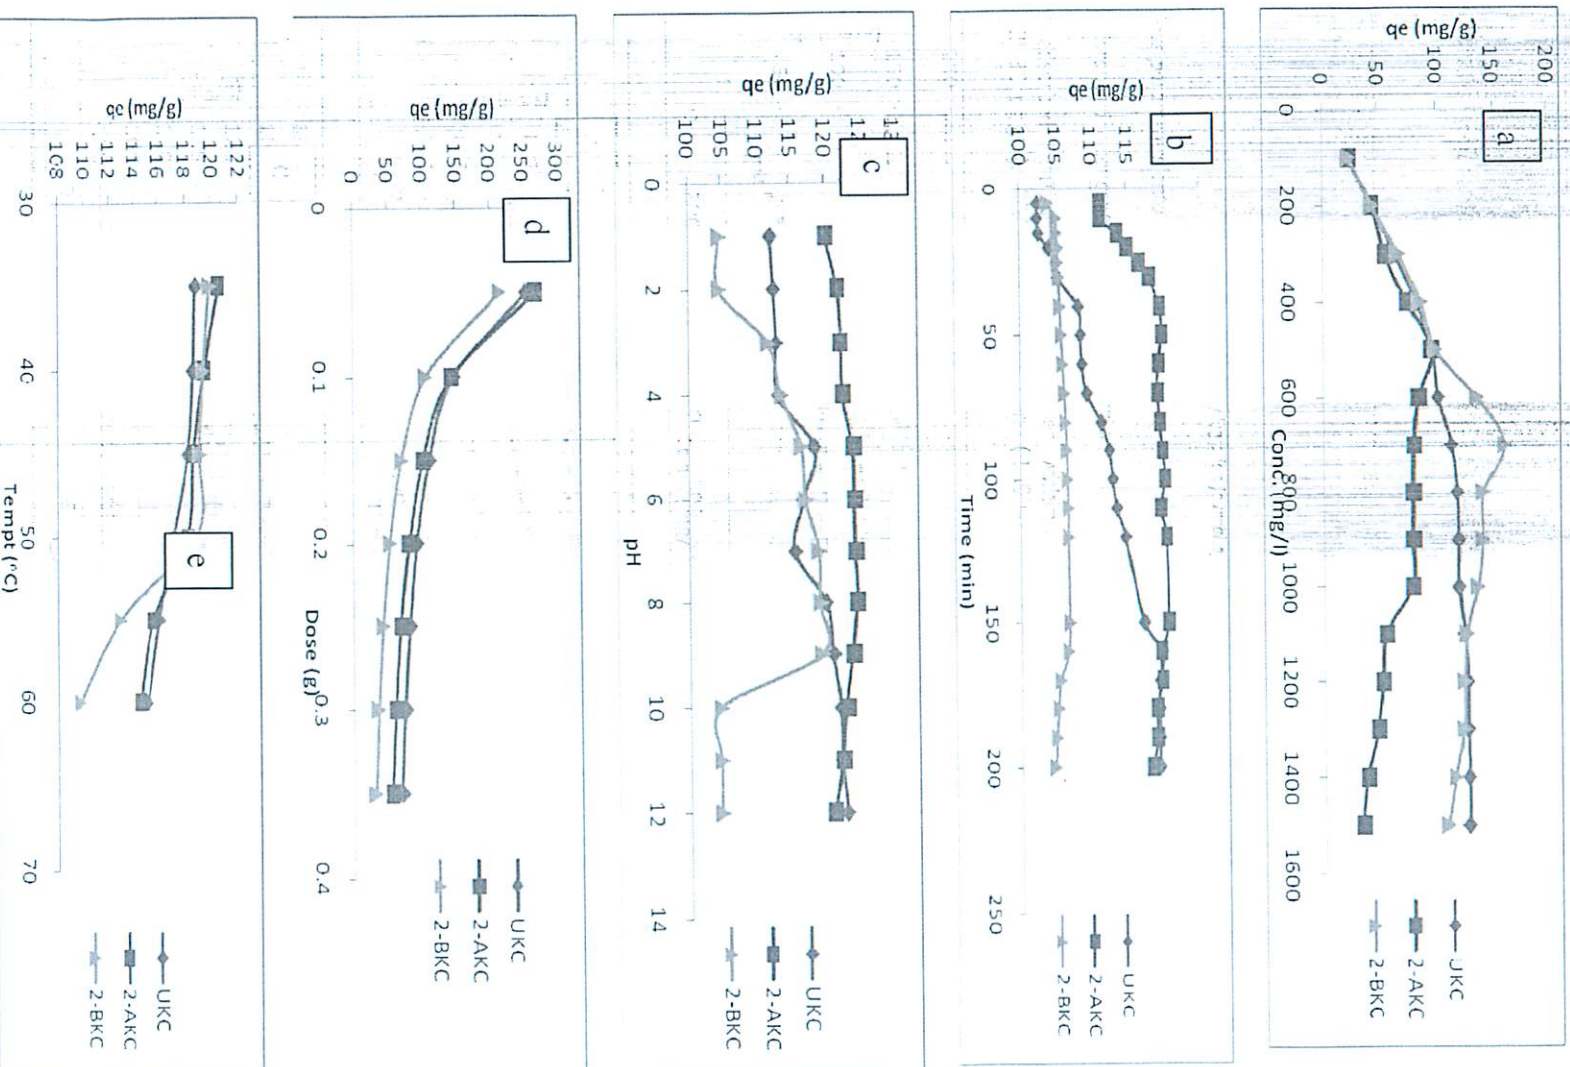 a
qe (mg/g)
200
150
100
50
0
0
200
400
600
800
1000
1200
1400
1600
Conc. (mg/l)
UKC
2-AKC
2-BKC
b
qe (mg/g)
115
110
105
100
0
50
100
150
200
250
Time (min)
UKC
2-AKC
2-BKC
c
qe (mg/g)
120
115
110
105
100
0
2
4
6
8
10
12
14
pH
UKC
2-AKC
2-BKC
d
qe (mg/g)
300
250
200
150
100
50
0
0
0.1
0.2
0.3
0.4
Dose (g)
UKC
2-AKC
2-BKC
e
qe (mg/g)
122
120
118
116
114
112
110
108
30
40
50
60
70
Tempt (°C)
UKC
2-AKC
2-BKC